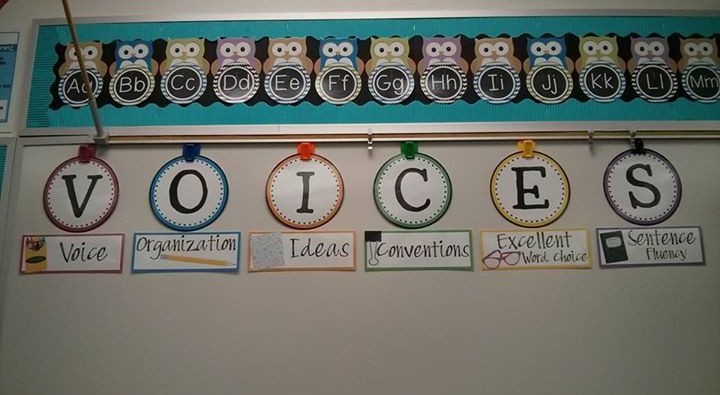 Aa Bb Cc Dd Ee Ff Gg Hh Ii Jj Kk Ll Mm
V O I C E S
Voice
Organization
Ideas
Conventions
Excellent
Word choice
Sentence
Fluency